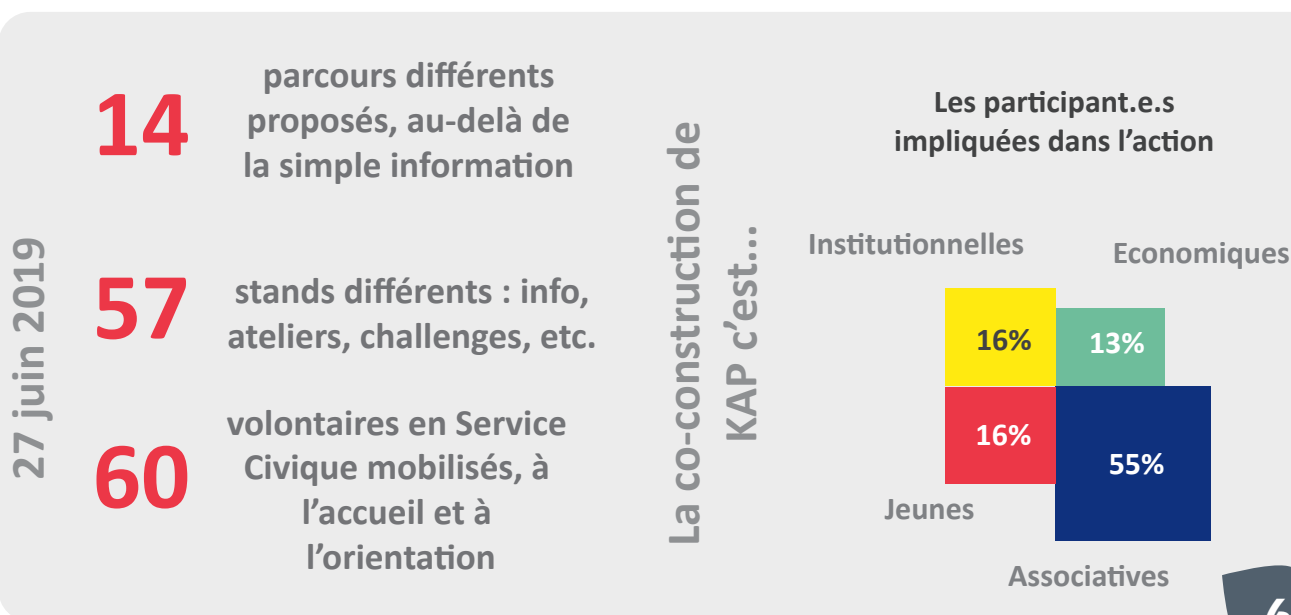 27 juin 2019
14
parcours différents
proposés, au-delà de
la simple information
57
stands différents : info,
ateliers, challenges, etc.
60
volontaires en Service
Civique mobilisés, à
l'accueil et à
l'orientation
La co-construction de
KAP c'est...
Les participant.e.s
impliquées dans l'action
Institutionnelles
Economiques
16%
13%
16%
55%
Jeunes
Associatives